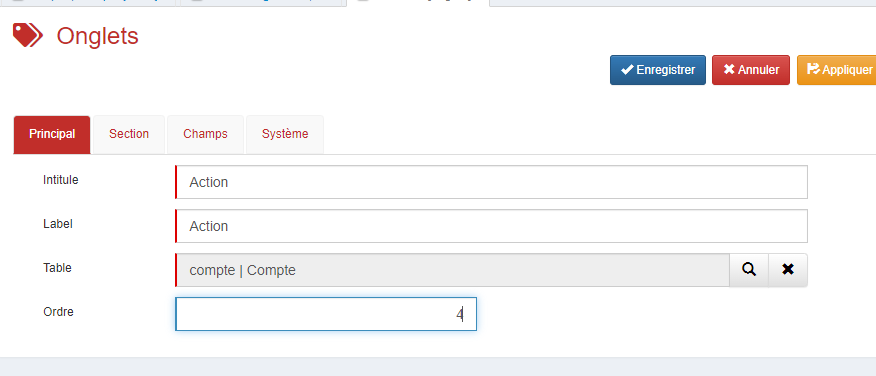 Onglets
Enregistrer
Annuler
Appliquer
Principal
Section
Champs
Système
Intitule
Action
Label
Action
Table
compte | Compte
Ordre
4